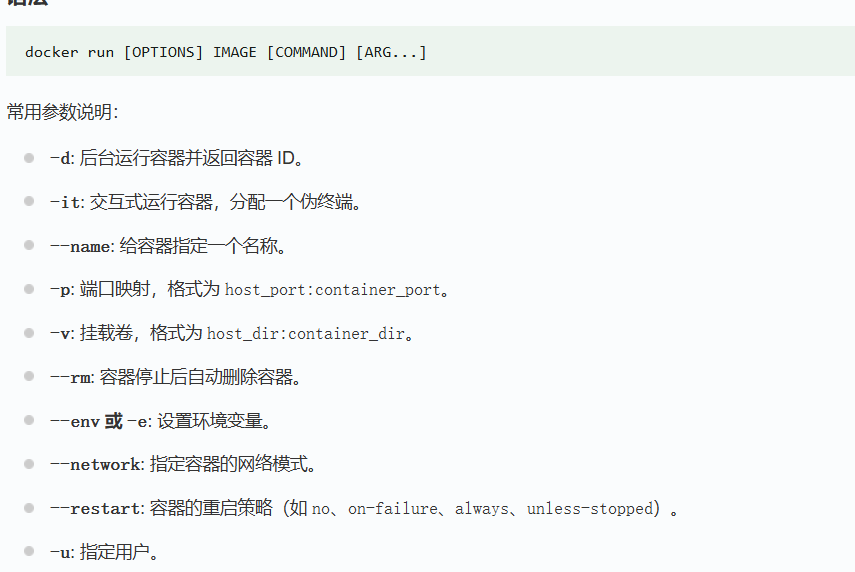 语法
docker run [OPTIONS] IMAGE [COMMAND] [ARG...]
常用参数说明：
-d: 后台运行容器并返回容器 ID。
-it: 交互式运行容器，分配一个伪终端。
--name: 给容器指定一个名称。
-p: 端口映射，格式为 host_port:container_port。
-v: 挂载卷，格式为 host_dir:container_dir。
--rm: 容器停止后自动删除容器。
--env 或 -e: 设置环境变量。
--network: 指定容器的网络模式。
--restart: 容器的重启策略（如 no、on-failure、always、unless-stopped）。
-u: 指定用户。